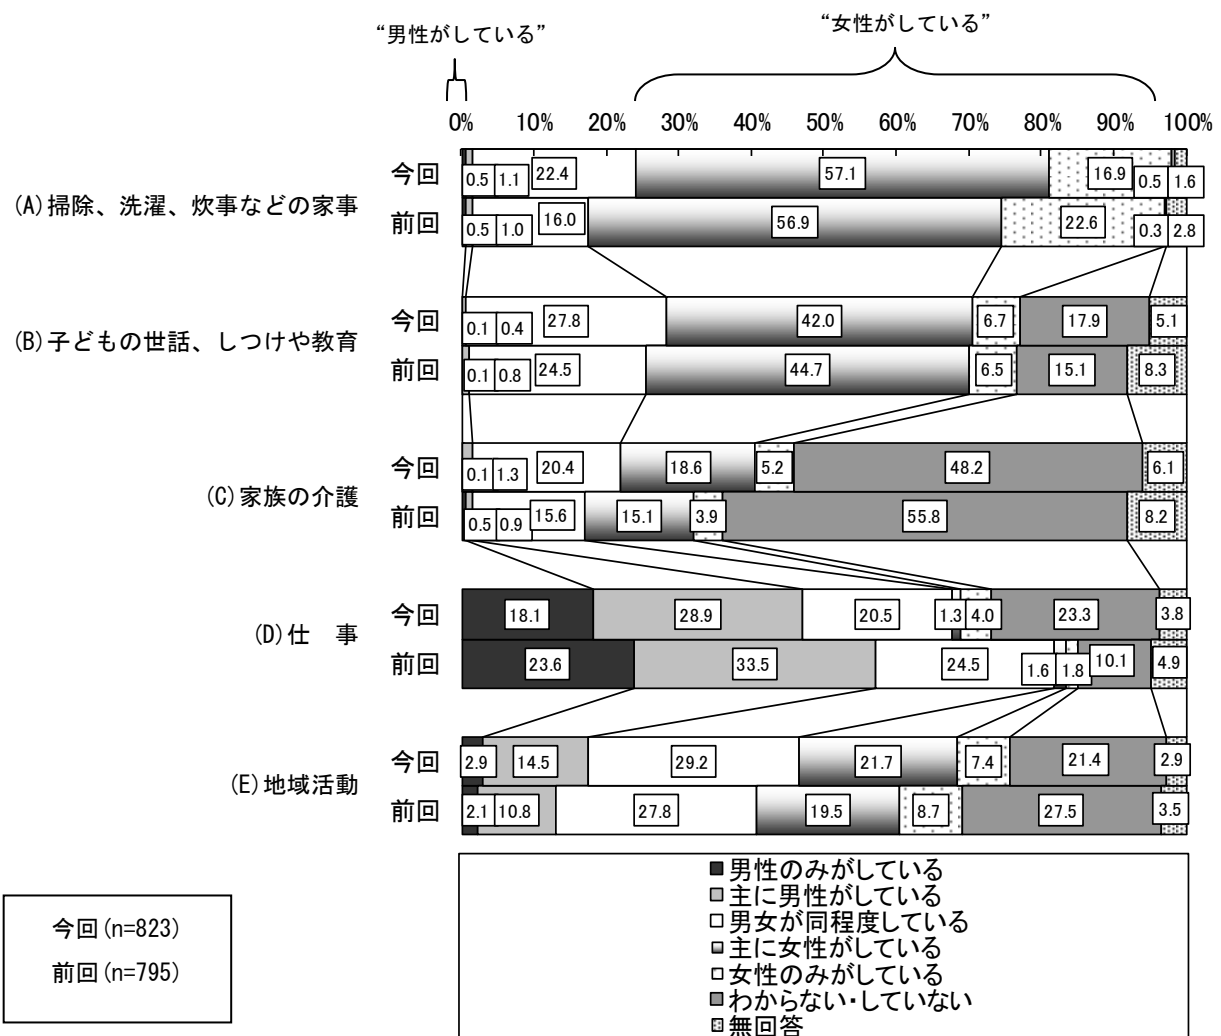 “男性がしている”
“女性がしている”
0% 10% 20% 30% 40% 50% 60% 70% 80% 90% 100%
(A)掃除、洗濯、炊事などの家事
今回 0.5 1.1 22.4 57.1 16.9 0.5 1.6
前回 0.5 1.0 16.0 56.9 22.6 0.3 2.8
(B)子どもの世話、しつけや教育
今回 0.1 0.4 27.8 42.0 6.7 17.9 5.1
前回 0.1 0.8 24.5 44.7 6.5 15.1 8.3
(C)家族の介護
今回 0.1 1.3 20.4 18.6 5.2 48.2 6.1
前回 0.5 0.9 15.6 15.1 3.9 55.8 8.2
(D)仕　事
今回 18.1 28.9 20.5 1.3 4.0 23.3 3.8
前回 23.6 33.5 24.5 1.6 1.8 10.1 4.9
(E)地域活動
今回 2.9 14.5 29.2 21.7 7.4 21.4 2.9
前回 2.1 10.8 27.8 19.5 8.7 27.5 3.5
男性のみがしている
主に男性がしている
男女が同程度している
主に女性がしている
女性のみがしている
わからない・していない
無回答
今回(n=823)
前回(n=795)